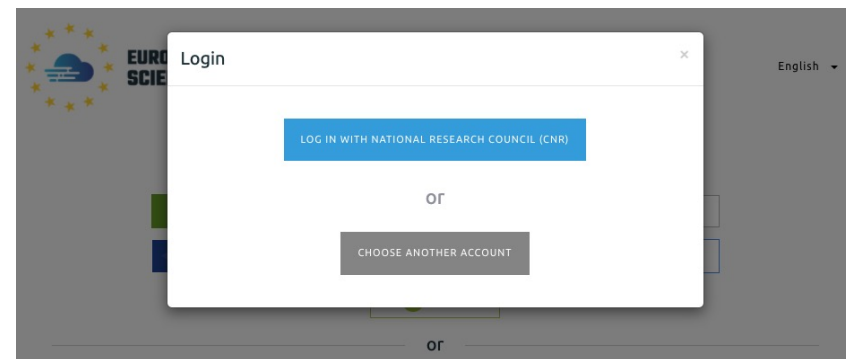 EURO
SCIE
Login
×
English
LOG IN WITH NATIONAL RESEARCH COUNCIL (CNR)
or
CHOOSE ANOTHER ACCOUNT
or